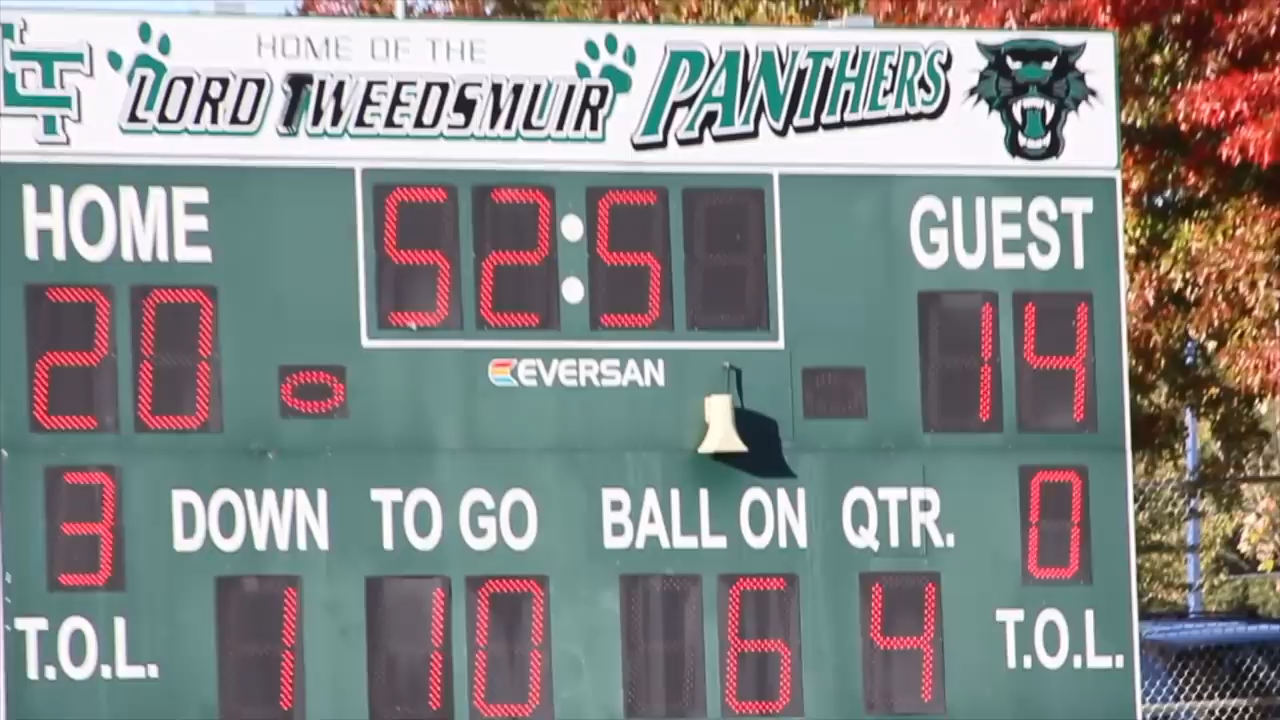 LT
HOME OF THE
LORD TWEEDSMUIR PANTHERS
HOME 52:5 GUEST
20 0 14
EVERSAN
3 DOWN TO GO BALL ON QTR. 0
T.O.L. 1 10 6 4 T.O.L.